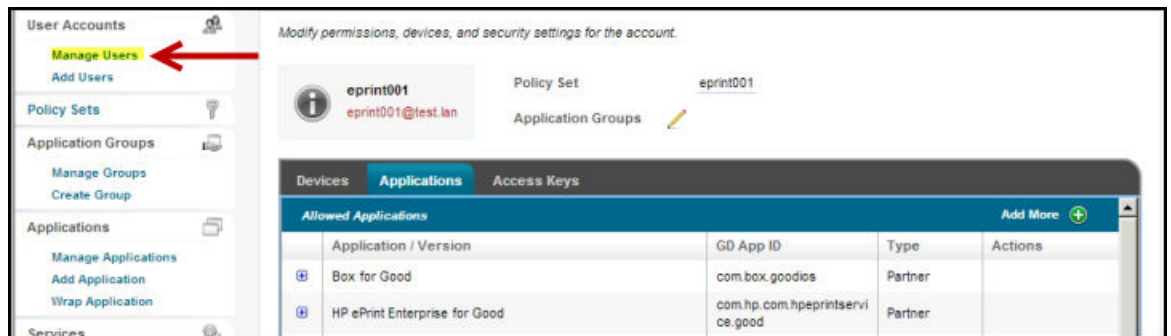 User Accounts
Manage Users
Add Users
Policy Sets
Application Groups
Manage Groups
Create Group
Applications
Manage Applications
Add Application
Wrap Application
Services
Modify permissions, devices, and security settings for the account.
eprint001
eprint001@test.lan
Policy Set
eprint001
Application Groups
Devices
Applications
Access Keys
Allowed Applications
Add More
Application / Version
GD App ID
Type
Actions
Box for Good
com.box.goodios
Partner
HP ePrint Enterprise for Good
com.hp.com.hpeprintservi
ce.good
Partner